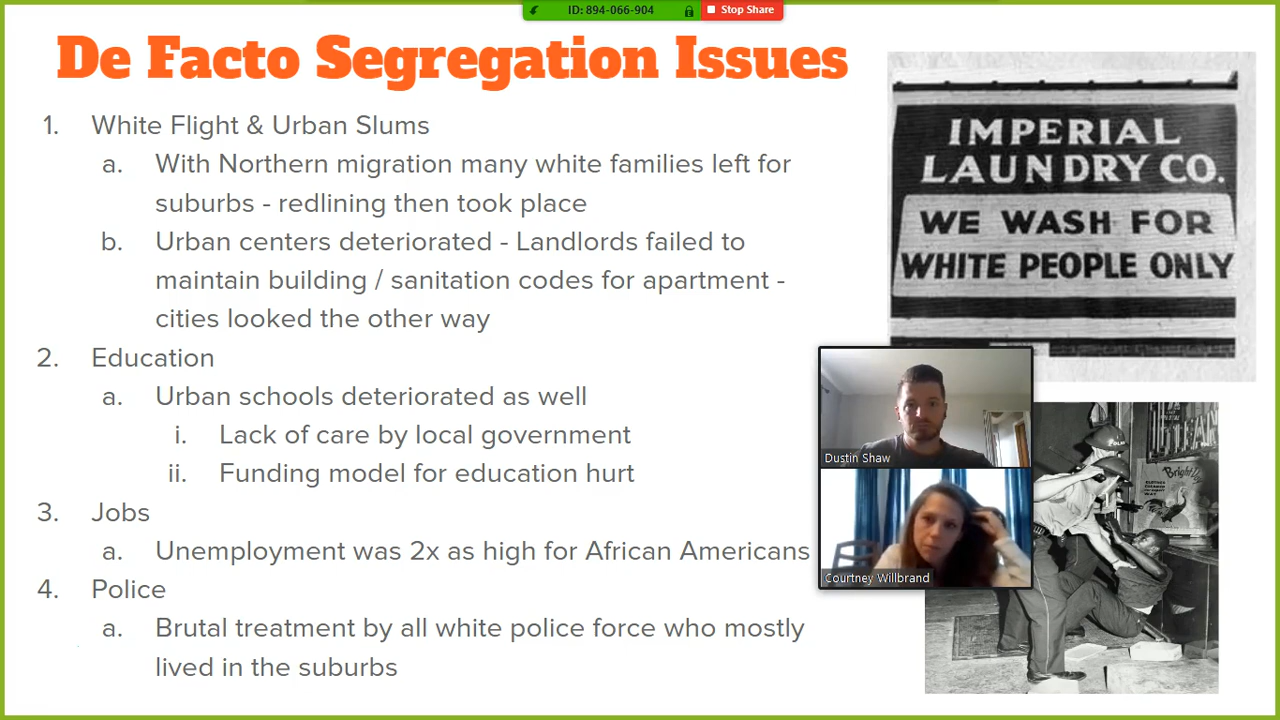 ID: 894-066-904
Stop Share
De Facto Segregation Issues
1. White Flight & Urban Slums
a. With Northern migration many white families left for
suburbs - redlining then took place
b. Urban centers deteriorated - Landlords failed to
maintain building / sanitation codes for apartment -
cities looked the other way
2. Education
a. Urban schools deteriorated as well
i. Lack of care by local government
ii. Funding model for education hurt
3. Jobs
a. Unemployment was 2x as high for African Americans
4. Police
a. Brutal treatment by all white police force who mostly
lived in the suburbs
IMPERIAL
LAUNDRY CO.
WE WASH FOR
WHITE PEOPLE ONLY
Dustin Shaw
Courtney Willbrand